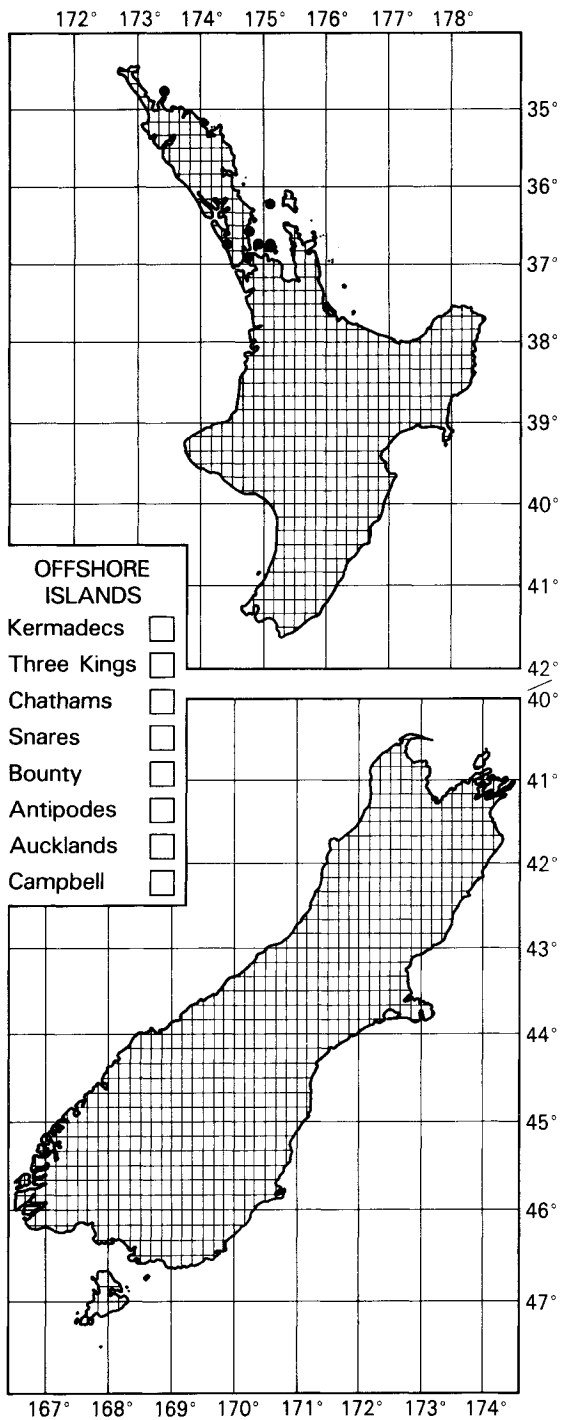 172° 173° 174° 175° 176° 177° 178°
35°
36°
37°
38°
39°
40°
41°
42°
OFFSHORE
ISLANDS
Kermadecs
Three Kings
Chathams
Snares
Bounty
Antipodes
Aucklands
Campbell
40°
41°
42°
43°
44°
45°
46°
47°
167° 168° 169° 170° 171° 172° 173° 174°